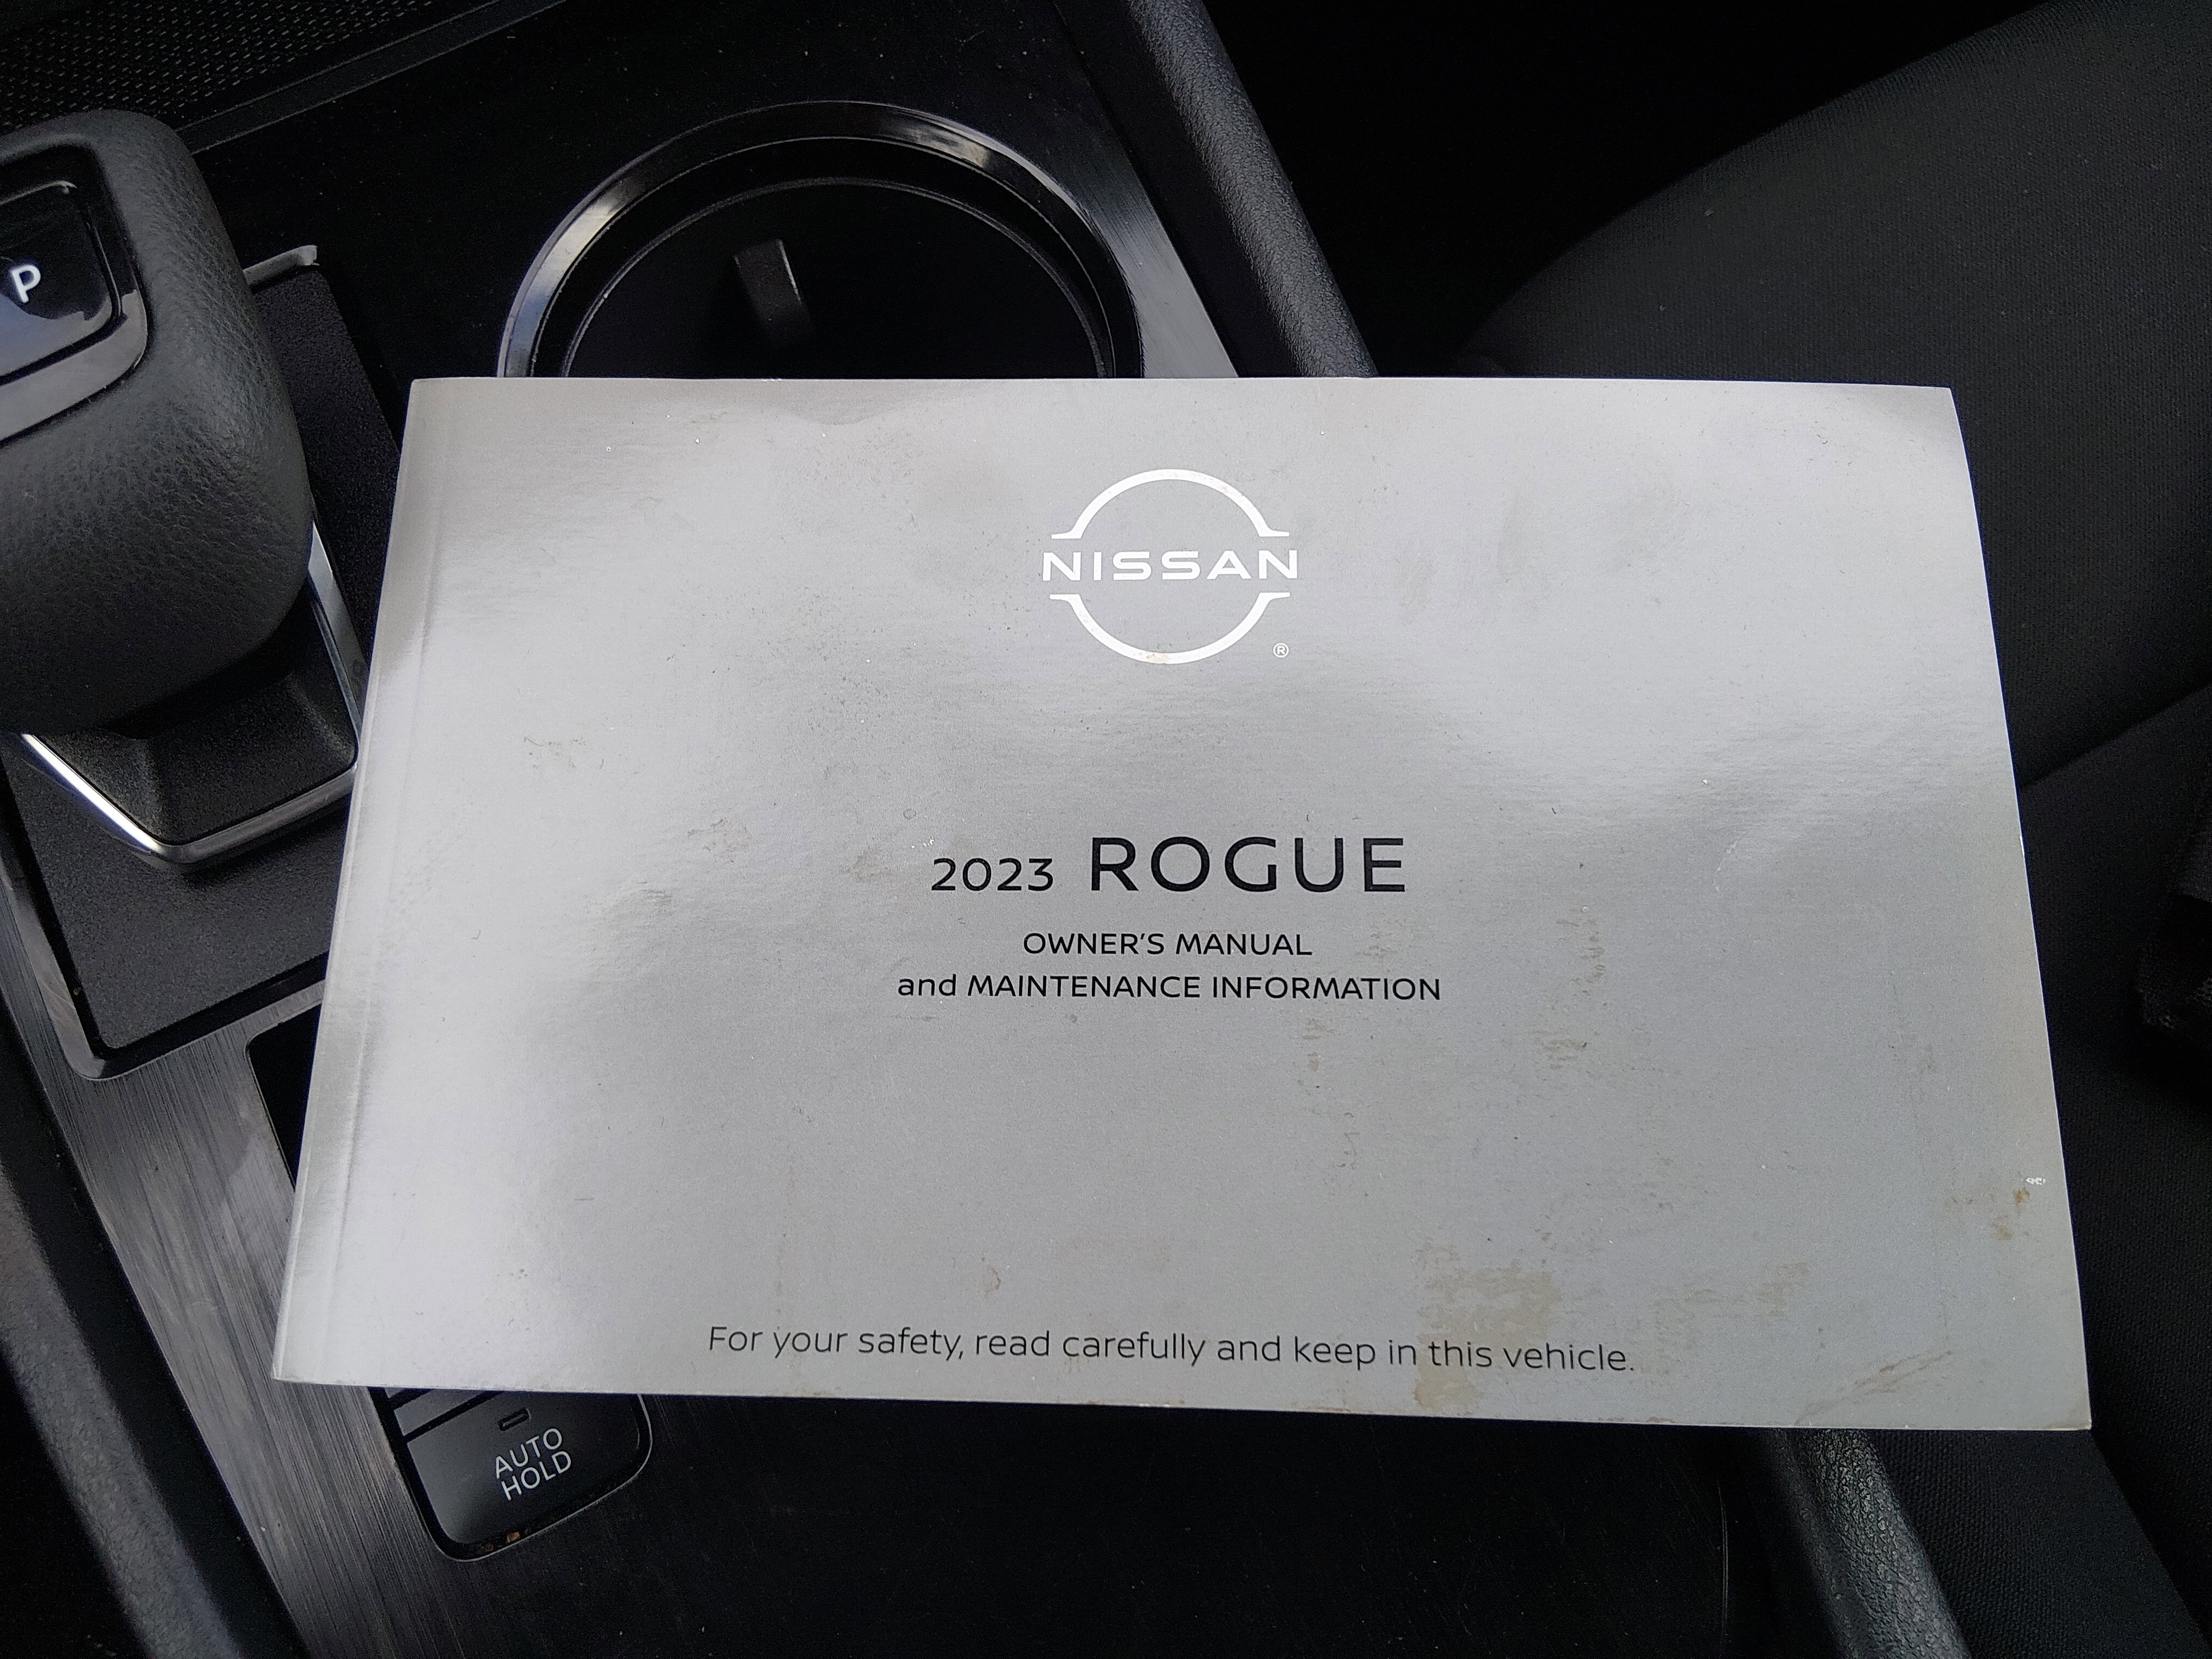 P
NISSAN
®
2023 ROGUE
OWNER'S MANUAL
and MAINTENANCE INFORMATION
For your safety, read carefully and keep in this vehicle.
AUTO
HOLD